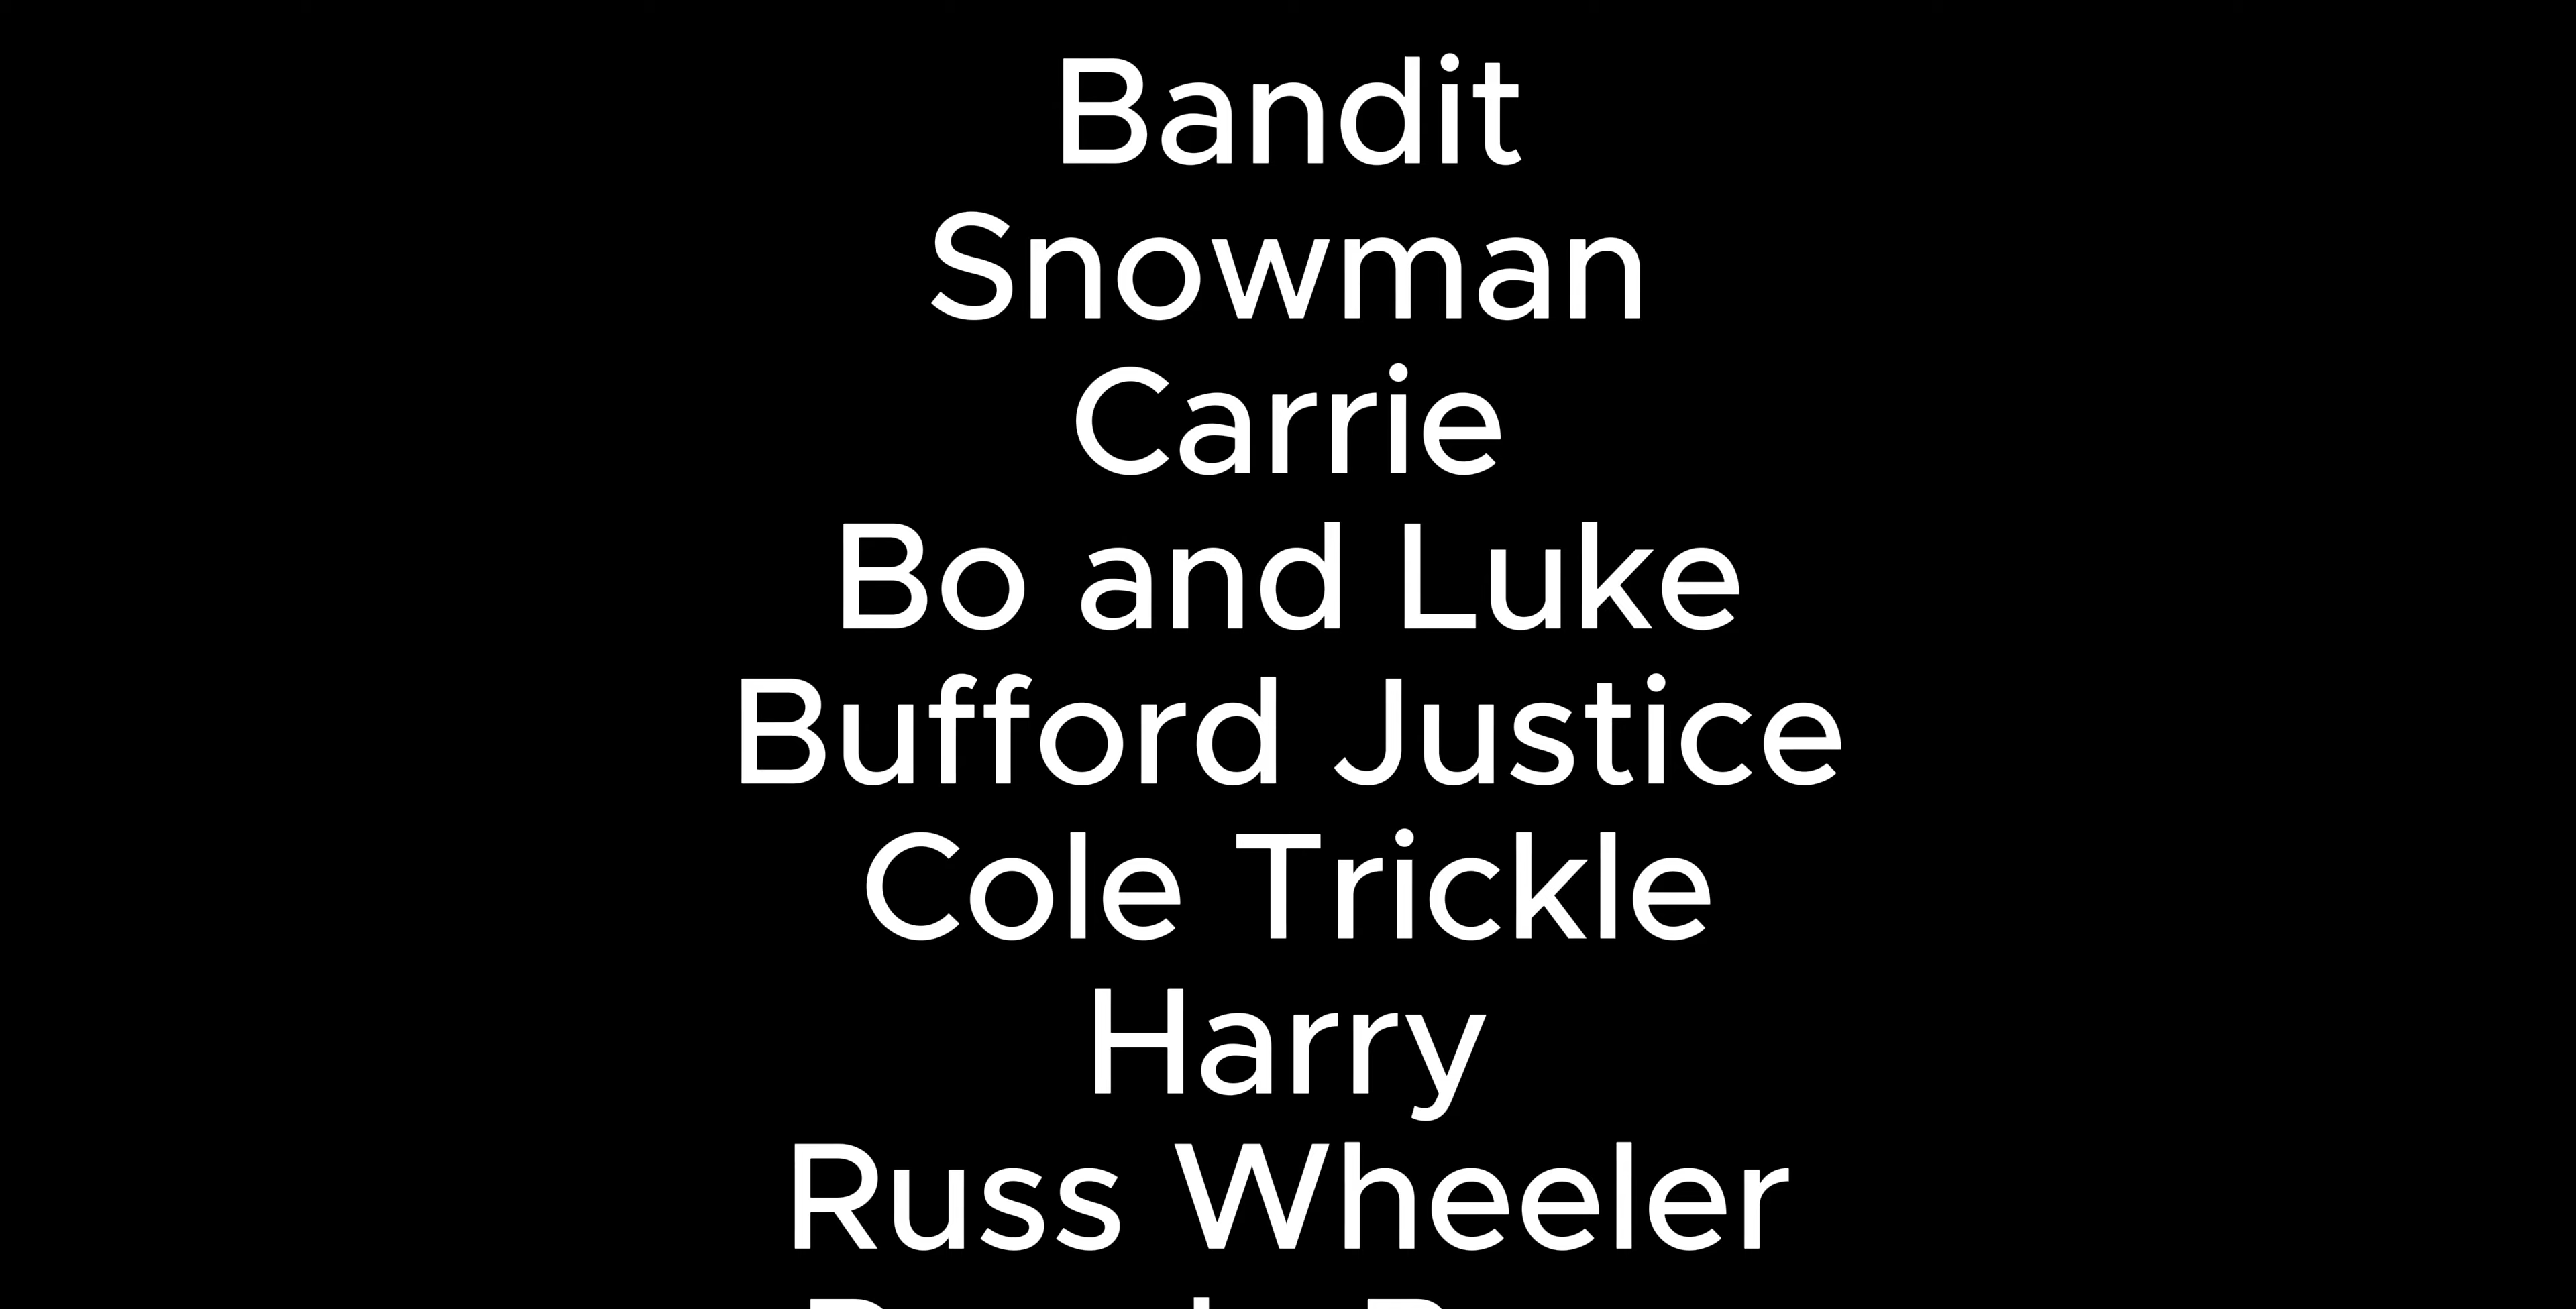 Bandit
Snowman
Carrie
Bo and Luke
Bufford Justice
Cole Trickle
Harry
Russ Wheeler